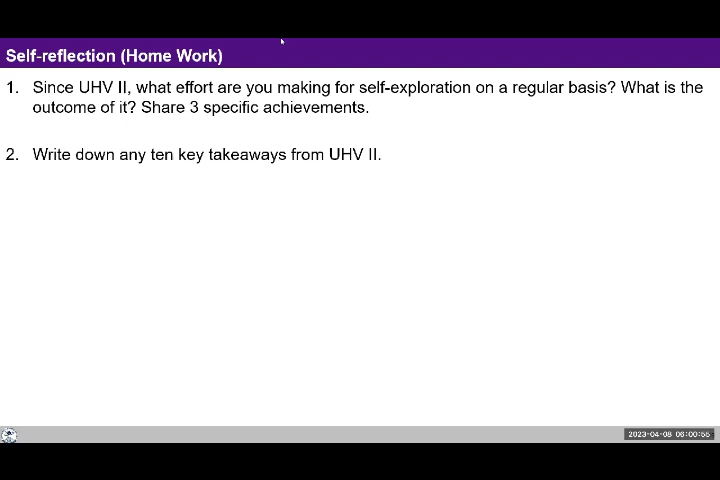 Self-reflection (Home Work)
1. Since UHV II, what effort are you making for self-exploration on a regular basis? What is the
outcome of it? Share 3 specific achievements.
2. Write down any ten key takeaways from UHV II.
2023-04-08 06:00:55